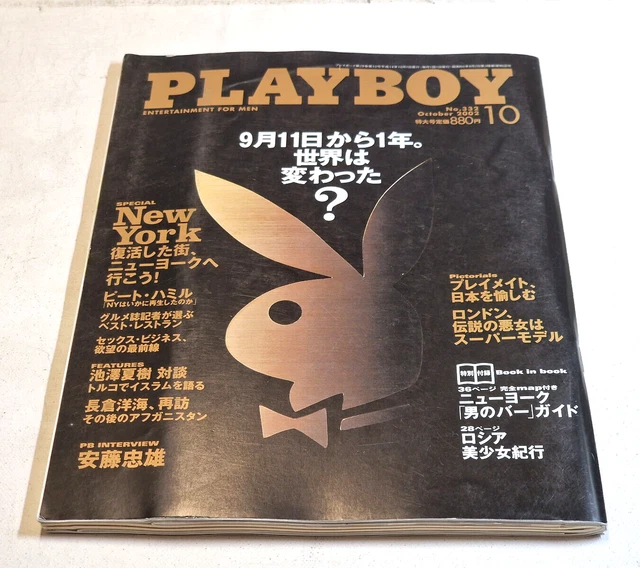 PLAYBOY
ENTERTAINMENT FOR MEN
No.332
October 2002
特大号定価880円
10
9月11日から1年。
世界は
変わった
?
SPECIAL
New
York
復活した街、
ニューヨークへ
行こう!
ピート・ハミル
「NYはいかに再生したのか」
グルメ誌記者が選ぶ
ベスト・レストラン
セックス・ビジネス、
欲望の最前線
FEATURES
池澤夏樹 対談
トルコでイスラムを語る
長倉洋海、再訪
その後のアフガニスタン
PB INTERVIEW
安藤忠雄
Pictorials
プレイメイト、
日本を愉しむ
ロンドン、
伝説の悪女は
スーパーモデル
特別 付録 Book in book
36ページ 完全map付き
ニューヨーク
「男のバー」ガイド
28ページ
ロシア
美少女紀行